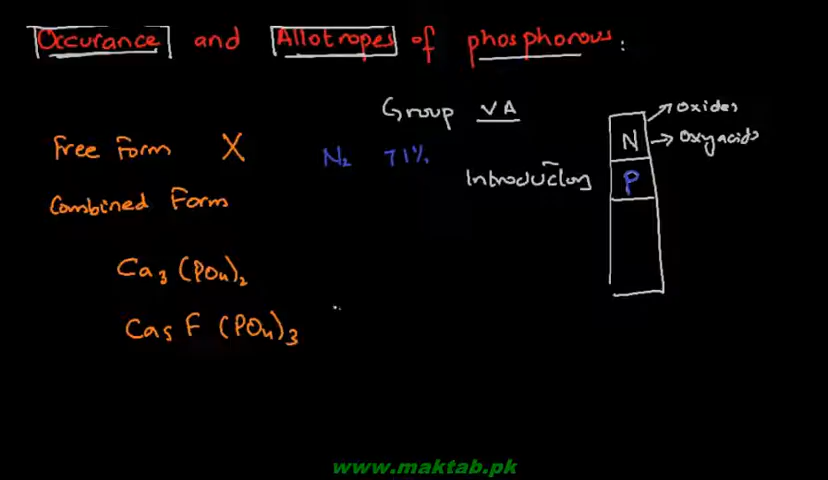 Occurance and Allotropes of phosphorous:
Group VA
Oxides
Oxyacids
N
P
Introductory
Free Form X
N2 71%
Combined Form
Ca3 (PO4)2
Ca5 F (PO4)3
www.maktab.pk